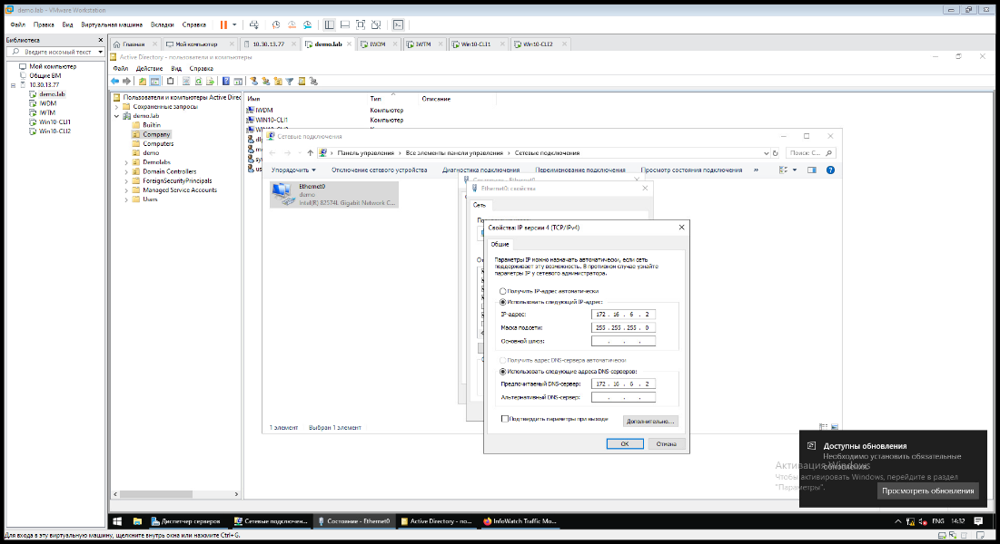 demo.lab - VMware Workstation
Файл Правка Вид Виртуальная машина Вкладки Справка
Библиотека
Введите искомый текст
Мой компьютер
Общие ВМ
10.30.13.77
demo.lab
IWDM
IWTM
Win10-CLI1
Win10-CLI2
Главная Мой компьютер 10.30.13.77 demo.lab IWDM IWTM Win10-CLI1 Win10-CLI2
Active Directory - пользователи и компьютеры
Файл Действие Вид Справка
Пользователи и компьютеры Active Direc
Сохраненные запросы
demo.lab
Builtin
Company
Computers
demo
Demolabs
Domain Controllers
ForeignSecurityPrincipals
Managed Service Accounts
Users
Имя Тип Описание
IWDM Компьютер
WIN10-CLI1 Компьютер
Сетевые подключения
Панель управления Все элементы панели управления Сетевые подключения
Поиск: С...
Упорядочить Отключение сетевого устройства Диагностика подключения Переименование подключения Просмотр состояния подключения »
Ethernet0
demo
Intel(R) 82574L Gigabit Network C...
1 элемент Выбран 1 элемент
Ethernet0: свойства
Сеть
Свойства: IP версии 4 (TCP/IPv4)
Общие
Параметры IP можно назначать автоматически, если сеть
поддерживает эту возможность. В противном случае узнайте
параметры IP у сетевого администратора.
Получить IP-адрес автоматически
Использовать следующий IP-адрес:
IP-адрес: 172 . 16 . 6 . 2
Маска подсети: 255 . 255 . 255 . 0
Основной шлюз: . . .
Получить адрес DNS-сервера автоматически
Использовать следующие адреса DNS-серверов:
Предпочитаемый DNS-сервер: 172 . 16 . 6 . 2
Альтернативный DNS-сервер: . . .
Подтвердить параметры при выходе
Дополнительно...
ОК Отмена
Доступны обновления
Необходимо установить обязательные
обновления.
Просмотреть обновления
Активация Windows
Чтобы активировать Windows, перейдите в раздел
"Параметры".
Диспетчер серверов Сетевые подключен... Состояние - Ethernet0 Active Directory - по... InfoWatch Traffic Mo...
ENG 14:32
Для входа в эту виртуальную машину, щелкните внутрь окна или нажмите Ctrl+G.